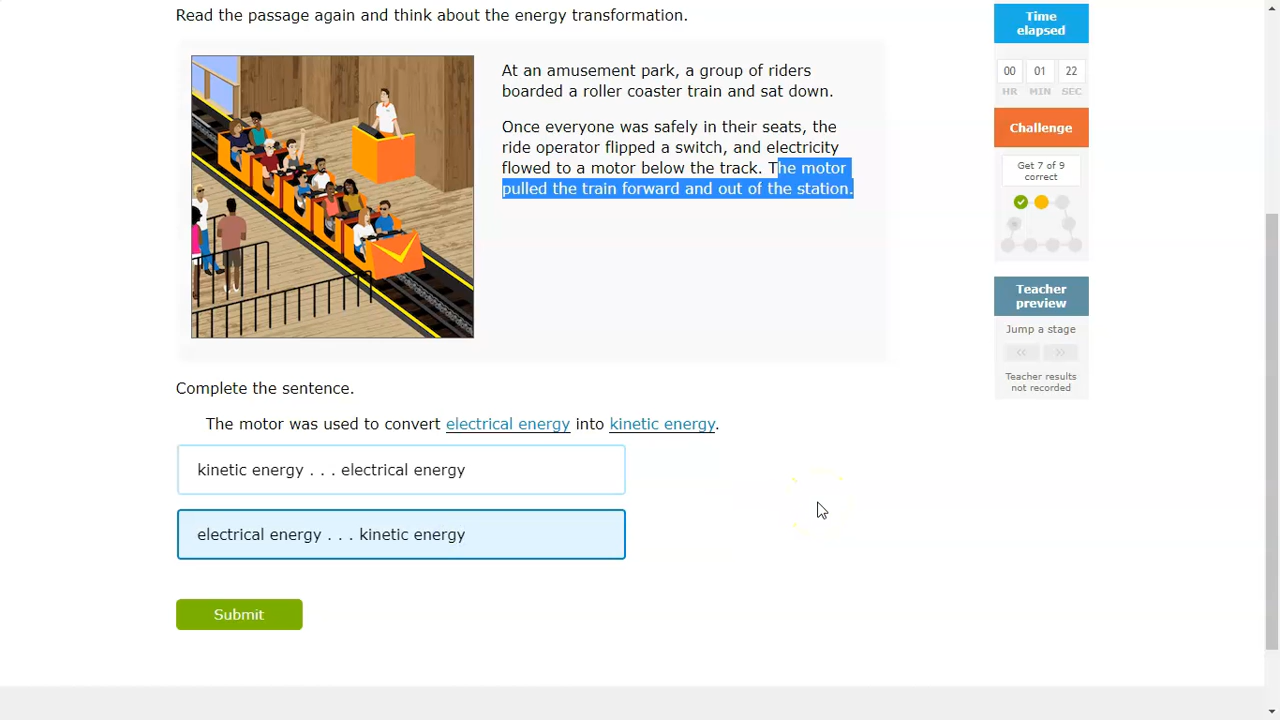 Read the passage again and think about the energy transformation.
At an amusement park, a group of riders
boarded a roller coaster train and sat down.
Once everyone was safely in their seats, the
ride operator flipped a switch, and electricity
flowed to a motor below the track. The motor
pulled the train forward and out of the station.
Complete the sentence.
The motor was used to convert electrical energy into kinetic energy.
kinetic energy . . . electrical energy
electrical energy . . . kinetic energy
Submit
Time
elapsed
00 01 22
HR MIN SEC
Challenge
Get 7 of 9
correct
Teacher
preview
Jump a stage
<< >>
Teacher results
not recorded